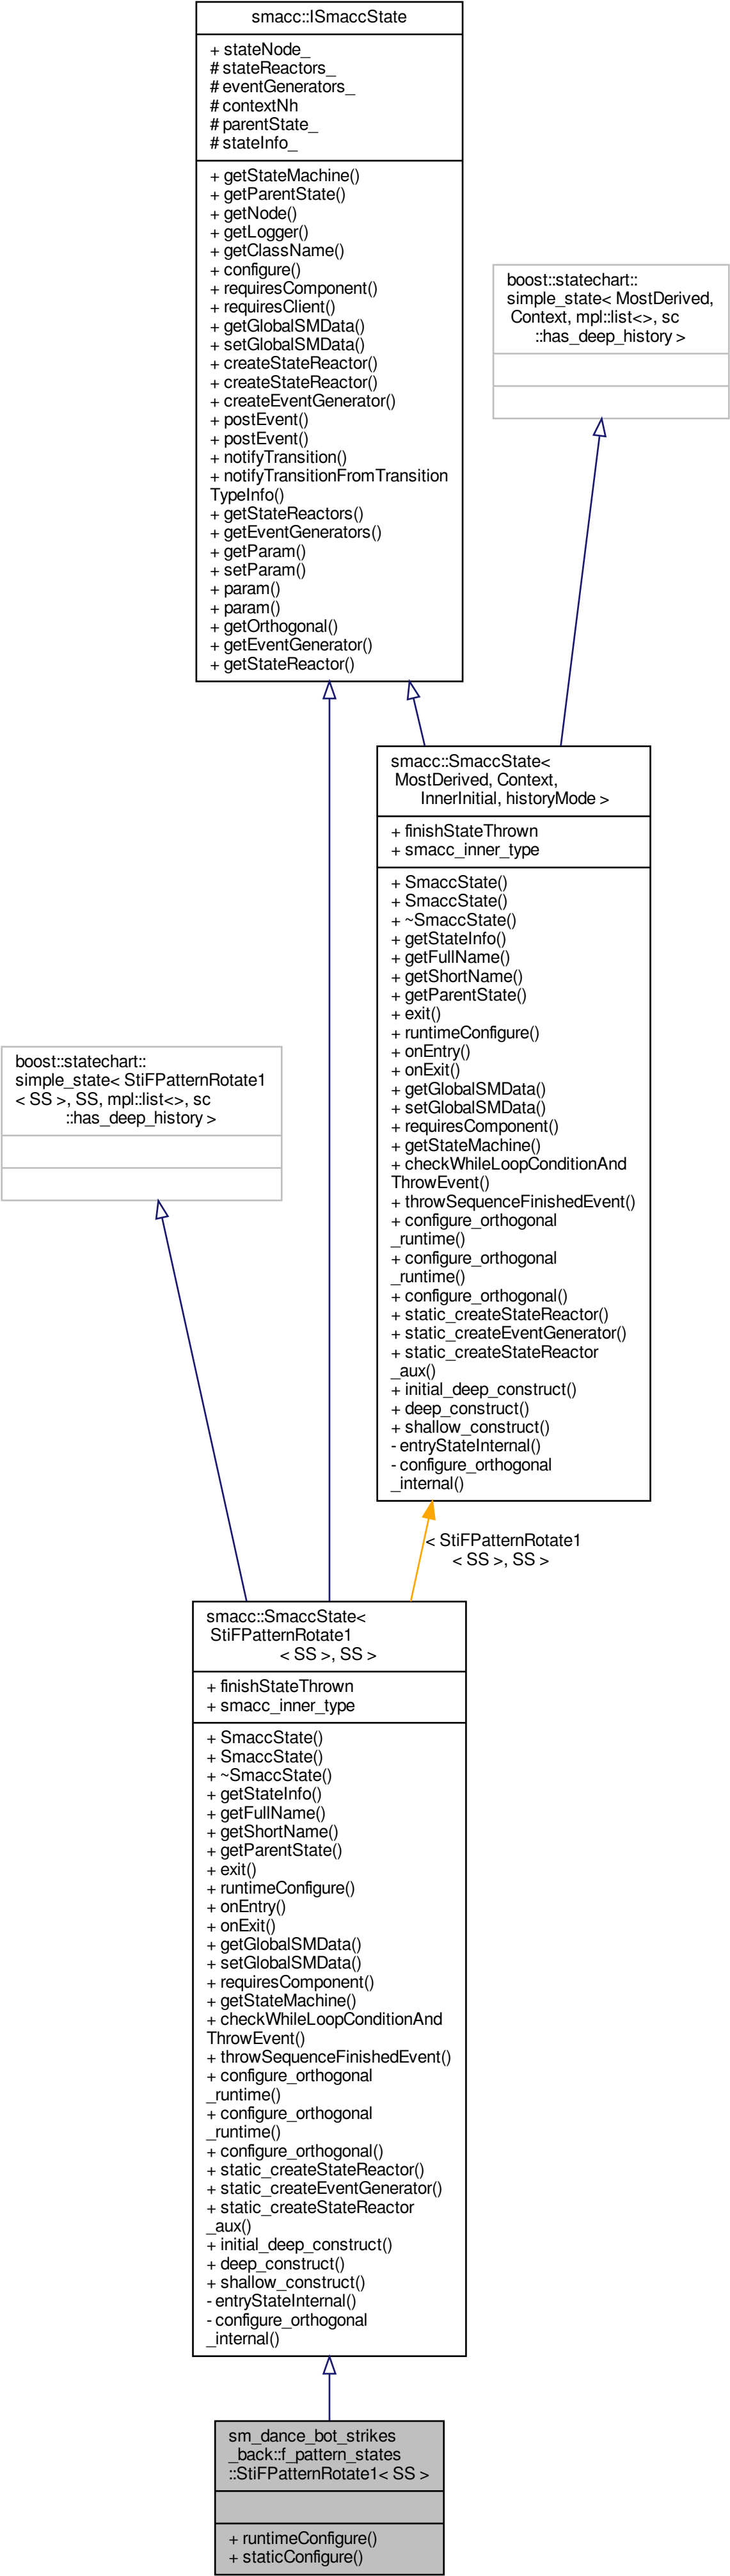 smacc::ISmaccState
+ stateNode_
# stateReactors_
# eventGenerators_
# contextNh
# parentState_
# stateInfo_
+ getStateMachine()
+ getParentState()
+ getNode()
+ getLogger()
+ getClassName()
+ configure()
+ requiresComponent()
+ requiresClient()
+ getGlobalSMData()
+ setGlobalSMData()
+ createStateReactor()
+ createStateReactor()
+ createEventGenerator()
+ postEvent()
+ postEvent()
+ notifyTransition()
+ notifyTransitionFromTransition
TypeInfo()
+ getStateReactors()
+ getEventGenerators()
+ getParam()
+ setParam()
+ param()
+ param()
+ getOrthogonal()
+ getEventGenerator()
+ getStateReactor()
boost::statechart::
simple_state< MostDerived,
Context, mpl::list<>, sc
::has_deep_history >
smacc::SmaccState<
MostDerived, Context,
InnerInitial, historyMode >
+ finishStateThrown
+ smacc_inner_type
+ SmaccState()
+ SmaccState()
+ ~SmaccState()
+ getStateInfo()
+ getFullName()
+ getShortName()
+ getParentState()
+ exit()
+ runtimeConfigure()
+ onEntry()
+ onExit()
+ getGlobalSMData()
+ setGlobalSMData()
+ requiresComponent()
+ getStateMachine()
+ checkWhileLoopConditionAnd
ThrowEvent()
+ throwSequenceFinishedEvent()
+ configure_orthogonal
_runtime()
+ configure_orthogonal
_runtime()
+ configure_orthogonal()
+ static_createStateReactor()
+ static_createEventGenerator()
+ static_createStateReactor
_aux()
+ initial_deep_construct()
+ deep_construct()
+ shallow_construct()
- entryStateInternal()
- configure_orthogonal
_internal()
boost::statechart::
simple_state< StiFPatternRotate1
< SS >, SS, mpl::list<>, sc
::has_deep_history >
< StiFPatternRotate1
< SS >, SS >
smacc::SmaccState<
StiFPatternRotate1
< SS >, SS >
+ finishStateThrown
+ smacc_inner_type
+ SmaccState()
+ SmaccState()
+ ~SmaccState()
+ getStateInfo()
+ getFullName()
+ getShortName()
+ getParentState()
+ exit()
+ runtimeConfigure()
+ onEntry()
+ onExit()
+ getGlobalSMData()
+ setGlobalSMData()
+ requiresComponent()
+ getStateMachine()
+ checkWhileLoopConditionAnd
ThrowEvent()
+ throwSequenceFinishedEvent()
+ configure_orthogonal
_runtime()
+ configure_orthogonal
_runtime()
+ configure_orthogonal()
+ static_createStateReactor()
+ static_createEventGenerator()
+ static_createStateReactor
_aux()
+ initial_deep_construct()
+ deep_construct()
+ shallow_construct()
- entryStateInternal()
- configure_orthogonal
_internal()
sm_dance_bot_strikes
_back::f_pattern_states
::StiFPatternRotate1< SS >
+ runtimeConfigure()
+ staticConfigure()